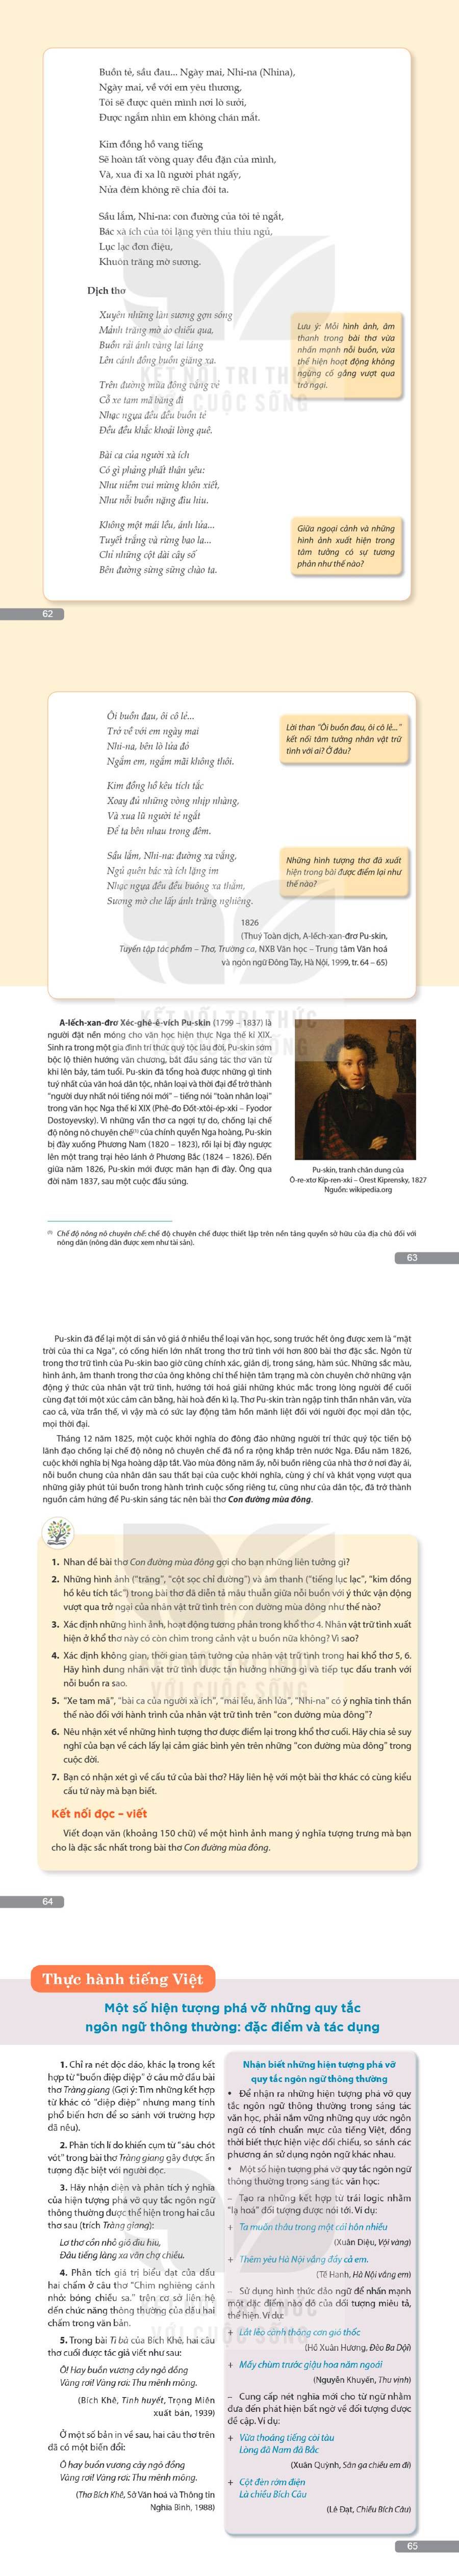 Buồn tẻ, sầu đau... Ngày mai, Nhi-na (Nhina),
Ngày mai, về với em yêu thương,
Tôi sẽ được quên mình nơi lò sưởi,
Được ngắm nhìn em không chán mắt.
Kim đồng hồ vang tiếng
Sẽ hoàn tất vòng quay đều đặn của mình,
Và, xua đi xa lũ người phát ngấy,
Nửa đêm không rẽ chia đôi ta.
Sầu lắm, Nhi-na: con đường của tôi tẻ ngắt,
Bác xà ích của tôi lặng yên thiu thiu ngủ,
Lục lạc đơn điệu,
Khuôn trăng mờ sương.
Dịch thơ
Xuyên những làn sương gợn sóng
Mảnh trăng mờ ảo chiếu qua,
Buồn rải ánh vàng lai láng
Lên cánh đồng buồn giăng xa.
Lưu ý: Mỗi hình ảnh, âm
thanh trong bài thơ vừa
nhấn mạnh nỗi buồn, vừa
thể hiện hoạt động không
ngừng cố gắng vượt qua
trở ngại.
Trên đường mùa đông vắng vẻ
Cỗ xe tam mã băng đi
Nhạc ngựa đều đều buồn tẻ
Đều đều khắc khoải lòng quê.
KẾT NỐI TRI THỨC
VỚI CUỘC SỐNG
Bài ca của người xà ích
Có gì phảng phất thân yêu:
Như niềm vui mừng khôn xiết,
Như nỗi buồn nặng đìu hiu.
Không một mái lều, ánh lửa...
Tuyết trắng và rừng bao la...
Chỉ những cột dài cây số
Bên đường sừng sững chào ta.
Giữa ngoại cảnh và những
hình ảnh xuất hiện trong
tâm tưởng có sự tương
phản như thế nào?
62
Ôi buồn đau, ôi cô lẻ...
Trở về với em ngày mai
Nhi-na, bên lò lửa đỏ
Ngắm em, ngắm mãi không thôi.
Lời than “Ôi buồn đau, ôi cô lẻ...”
kết nối tâm tưởng nhân vật trữ
tình với ai? Ở đâu?
Kim đồng hồ kêu tích tắc
Xoay đủ những vòng nhịp nhàng,
Và xua lũ người tẻ ngắt
Để ta bên nhau trong đêm.
Sầu lắm, Nhi-na: đường xa vắng,
Ngủ quên bác xà ích lặng im
Nhạc ngựa đều đều buông xa thẳm,
Sương mờ che lấp ánh trăng nghiêng.
Những hình tượng thơ đã xuất
hiện trong bài được điểm lại như
thế nào?
1826
(Thuý Toàn dịch, A-lếch-xan-đrơ Pu-skin,
Tuyển tập tác phẩm – Thơ, Trường ca, NXB Văn học – Trung tâm Văn hoá
và ngôn ngữ Đông Tây, Hà Nội, 1999, tr. 64 – 65)
KẾT NỐI TRI THỨC
VỚI CUỘC SỐNG
A-lếch-xan-đrơ Xéc-ghê-ê-vích Pu-skin (1799 – 1837) là
người đặt nền móng cho văn học hiện thực Nga thế kỉ XIX.
Sinh ra trong một gia đình trí thức quý tộc lâu đời, Pu-skin sớm
bộc lộ thiên hướng văn chương, bắt đầu sáng tác thơ văn từ
khi lên bảy, tám tuổi. Pu-skin đã tổng hoà được những gì tinh
tuý nhất của văn hoá dân tộc, nhân loại và thời đại để trở thành
“người duy nhất nói tiếng nói mới” – tiếng nói “toàn nhân loại”
trong văn học Nga thế kỉ XIX (Phê-đo Đốt-xtôi-ép-xki – Fyodor
Dostoyevsky). Vì những vần thơ ca ngợi tự do, chống lại chế
độ nông nô chuyên chế⁽¹⁾ của chính quyền Nga hoàng, Pu-skin
bị đày xuống Phương Nam (1820 – 1823), rồi lại bị đày ngược
lên một trang trại hẻo lánh ở Phương Bắc (1824 – 1826). Đến
giữa năm 1826, Pu-skin mới được mãn hạn đi đày. Ông qua
đời năm 1837, sau một cuộc đấu súng.
Pu-skin, tranh chân dung của
Ô-re-xtơ Kip-ren-xki – Orest Kiprensky, 1827
Nguồn: wikipedia.org
⁽¹⁾ Chế độ nông nô chuyên chế: chế độ chuyên chế được thiết lập trên nền tảng quyền sở hữu của địa chủ đối với
nông dân (nông dân được xem như tài sản).
63
Pu-skin đã để lại một di sản vô giá ở nhiều thể loại văn học, song trước hết ông được xem là “mặt
trời của thi ca Nga”, có cống hiến lớn nhất trong thơ trữ tình với hơn 800 bài thơ đặc sắc. Ngôn từ
trong thơ trữ tình của Pu-skin bao giờ cũng chính xác, giản dị, trong sáng, hàm súc. Những sắc màu,
hình ảnh, âm thanh trong thơ của ông không chỉ thể hiện tâm trạng mà còn chuyên chở những vận
động ý thức của nhân vật trữ tình, hướng tới hoá giải những khúc mắc trong lòng người để cuối
cùng đạt tới một xúc cảm cân bằng, hài hoà đến kì lạ. Thơ Pu-skin tràn ngập tinh thần nhân văn, vừa
cao cả, vừa trần thế, vì vậy mà có sức lay động tâm hồn mãnh liệt đối với người đọc mọi dân tộc,
mọi thời đại.
Tháng 12 năm 1825, một cuộc khởi nghĩa do đông đảo những người trí thức quý tộc tiến bộ
lãnh đạo chống lại chế độ nông nô chuyên chế đã nổ ra rộng khắp trên nước Nga. Đầu năm 1826,
cuộc khởi nghĩa bị Nga hoàng dập tắt. Vào mùa đông năm ấy, nỗi buồn riêng của nhà thơ ở nơi đày ải,
nỗi buồn chung của nhân dân sau thất bại của cuộc khởi nghĩa, cùng ý chí và khát vọng vượt qua
những giây phút tủi buồn trong hành trình cuộc sống riêng tư, cũng như của dân tộc, đã trở thành
nguồn cảm hứng để Pu-skin sáng tác nên bài thơ Con đường mùa đông.
1. Nhan đề bài thơ Con đường mùa đông gợi cho bạn những liên tưởng gì?
2. Những hình ảnh (“trăng”, “cột sọc chỉ đường”) và âm thanh (“tiếng lục lạc”, “kim đồng
hồ kêu tích tắc”) trong bài thơ đã diễn tả mâu thuẫn giữa nỗi buồn với ý thức vận động
vượt qua trở ngại của nhân vật trữ tình trên con đường mùa đông như thế nào?
3. Xác định những hình ảnh, hoạt động tương phản trong khổ thơ 4. Nhân vật trữ tình xuất
hiện ở khổ thơ này có còn chìm trong cảnh vật u buồn nữa không? Vì sao?
4. Xác định không gian, thời gian tâm tưởng của nhân vật trữ tình trong hai khổ thơ 5, 6.
Hãy hình dung nhân vật trữ tình được tận hưởng những gì và tiếp tục đấu tranh với
nỗi buồn ra sao.
KẾT NỐI TRI THỨC
VỚI CUỘC SỐNG
5. “Xe tam mã”, “bài ca của người xà ích”, “mái lều, ánh lửa”, “Nhi-na” có ý nghĩa tinh thần
thế nào đối với hành trình của nhân vật trữ tình trên “con đường mùa đông”?
6. Nêu nhận xét về những hình tượng thơ được điểm lại trong khổ thơ cuối. Hãy chia sẻ suy
nghĩ của bạn về cách lấy lại cảm giác bình yên trên những “con đường mùa đông” trong
cuộc đời.
7. Bạn có nhận xét gì về cấu tứ của bài thơ? Hãy liên hệ với một bài thơ khác có cùng kiểu
cấu tứ này mà bạn biết.
Kết nối đọc – viết
Viết đoạn văn (khoảng 150 chữ) về một hình ảnh mang ý nghĩa tượng trưng mà bạn
cho là đặc sắc nhất trong bài thơ Con đường mùa đông.
64
Thực hành tiếng Việt
Một số hiện tượng phá vỡ những quy tắc
ngôn ngữ thông thường: đặc điểm và tác dụng
1. Chỉ ra nét độc đáo, khác lạ trong kết
hợp từ “buồn điệp điệp” ở câu mở đầu bài
thơ Tràng giang (Gợi ý: Tìm những kết hợp
từ khác có “điệp điệp” nhưng mang tính
phổ biến hơn để so sánh với trường hợp
đã nêu).
2. Phân tích lí do khiến cụm từ “sâu chót
vót” trong bài thơ Tràng giang gây được ấn
tượng đặc biệt với người đọc.
3. Hãy nhận diện và phân tích ý nghĩa
của hiện tượng phá vỡ quy tắc ngôn ngữ
thông thường được thể hiện trong hai câu
thơ sau (trích Tràng giang):
Lơ thơ cồn nhỏ gió đìu hiu,
Đâu tiếng làng xa vãn chợ chiều.
4. Phân tích giá trị biểu đạt của dấu
hai chấm ở câu thơ “Chim nghiêng cánh
nhỏ: bóng chiều sa.” trên cơ sở liên hệ
đến chức năng thông thường của dấu hai
chấm trong văn bản.
5. Trong bài Tì bà của Bích Khê, hai câu
thơ cuối được tác giả viết như sau:
Ô! Hay buồn vương cây ngô đồng
Vàng rơi! Vàng rơi: Thu mênh mông.
(Bích Khê, Tinh huyết, Trọng Miên
xuất bản, 1939)
Ở một số bản in về sau, hai câu thơ trên
đã có một biến đổi:
Ô hay buồn vương cây ngô đồng
Vàng rơi! Vàng rơi: Thu mênh mông.
(Thơ Bích Khê, Sở Văn hoá và Thông tin
Nghĩa Bình, 1988)
Nhận biết những hiện tượng phá vỡ
quy tắc ngôn ngữ thông thường
• Để nhận ra những hiện tượng phá vỡ quy
tắc ngôn ngữ thông thường trong sáng tác
văn học, phải nắm vững những quy ước ngôn
ngữ có tính chuẩn mực của tiếng Việt, đồng
thời biết thực hiện việc đối chiếu, so sánh các
phương án sử dụng ngôn ngữ khác nhau.
• Một số hiện tượng phá vỡ quy tắc ngôn ngữ
thông thường trong sáng tác văn học:
– Tạo ra những kết hợp từ trái logic nhằm
“lạ hoá” đối tượng được nói tới. Ví dụ:
+ Ta muốn thâu trong một cái hôn nhiều
(Xuân Diệu, Vội vàng)
+ Thêm yêu Hà Nội vắng đầy cả em.
(Tế Hanh, Hà Nội vắng em)
– Sử dụng hình thức đảo ngữ để nhấn mạnh
một đặc điểm nào đó của đối tượng miêu tả,
thể hiện. Ví dụ:
+ Lắt lẻo cành thông cơn gió thốc
(Hồ Xuân Hương, Đèo Ba Dội)
+ Mấy chùm trước giậu hoa năm ngoái
(Nguyễn Khuyến, Thu vịnh)
– Cung cấp nét nghĩa mới cho từ ngữ nhằm
đưa đến phát hiện bất ngờ về đối tượng được
đề cập. Ví dụ:
+ Vừa thoáng tiếng còi tàu
Lòng đã Nam đã Bắc
(Xuân Quỳnh, Sân ga chiều em đi)
+ Cột đèn rớm điện
Là chiều Bích Câu
(Lê Đạt, Chiều Bích Câu)
65